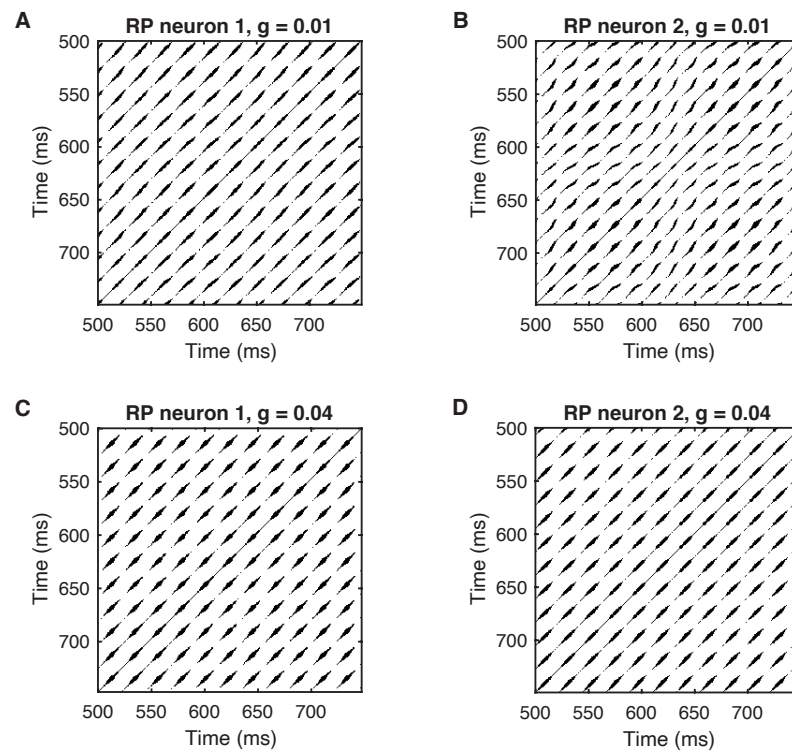 A
RP neuron 1, g = 0.01
500
550
600
650
700
Time (ms)
500 550 600 650 700
Time (ms)
B
RP neuron 2, g = 0.01
500
550
600
650
700
Time (ms)
500 550 600 650 700
Time (ms)
C
RP neuron 1, g = 0.04
500
550
600
650
700
Time (ms)
500 550 600 650 700
Time (ms)
D
RP neuron 2, g = 0.04
500
550
600
650
700
Time (ms)
500 550 600 650 700
Time (ms)